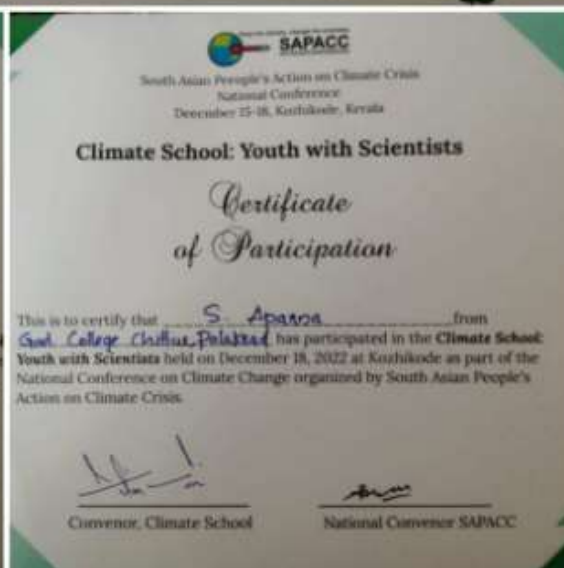 SAPACC
South Asian People's Action on Climate Crisis
National Conference
December 15-18, Kozhikode, Kerala
Climate School: Youth with Scientists
Certificate
of Participation
This is to certify that S. Aparna from
Govt. College Chittur, Palakkad has participated in the Climate School:
Youth with Scientists held on December 18, 2022 at Kozhikode as part of the
National Conference on Climate Change organized by South Asian People's
Action on Climate Crisis.
Convenor, Climate School
National Convenor SAPACC